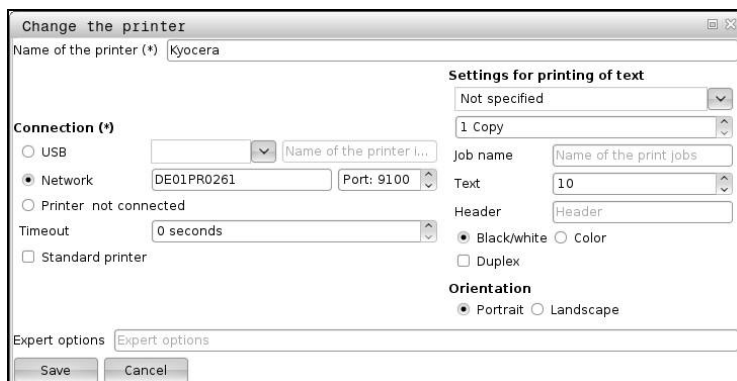 Change the printer
Name of the printer (*) Kyocera
Settings for printing of text
Not specified
Connection (*)
1 Copy
USB Name of the printer i...
Job name Name of the print jobs
Network DE01PR0261 Port: 9100
Text 10
Printer not connected
Header Header
Timeout 0 seconds
Black/white Color
Standard printer
Duplex
Orientation
Portrait Landscape
Expert options Expert options
Save Cancel